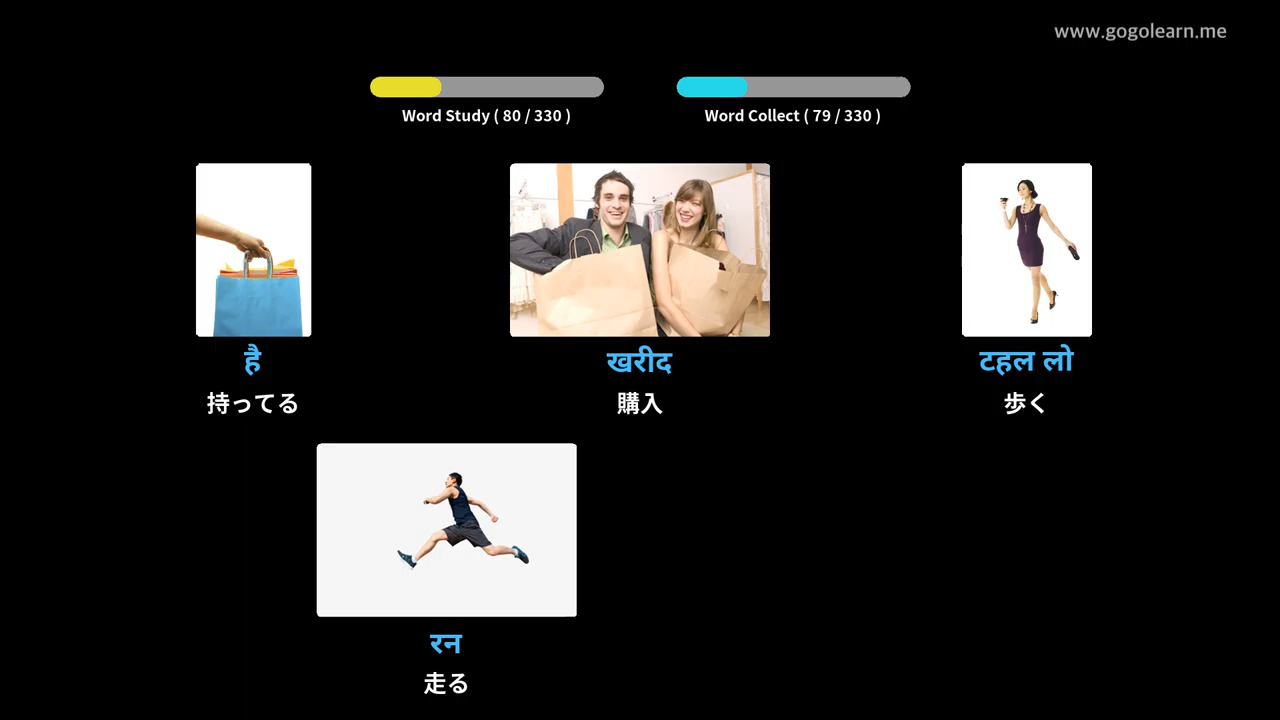 www.gogolearn.me
Word Study ( 80 / 330 )
Word Collect ( 79 / 330 )
है
खरीद
टहल लो
持ってる
購入
歩く
रन
走る